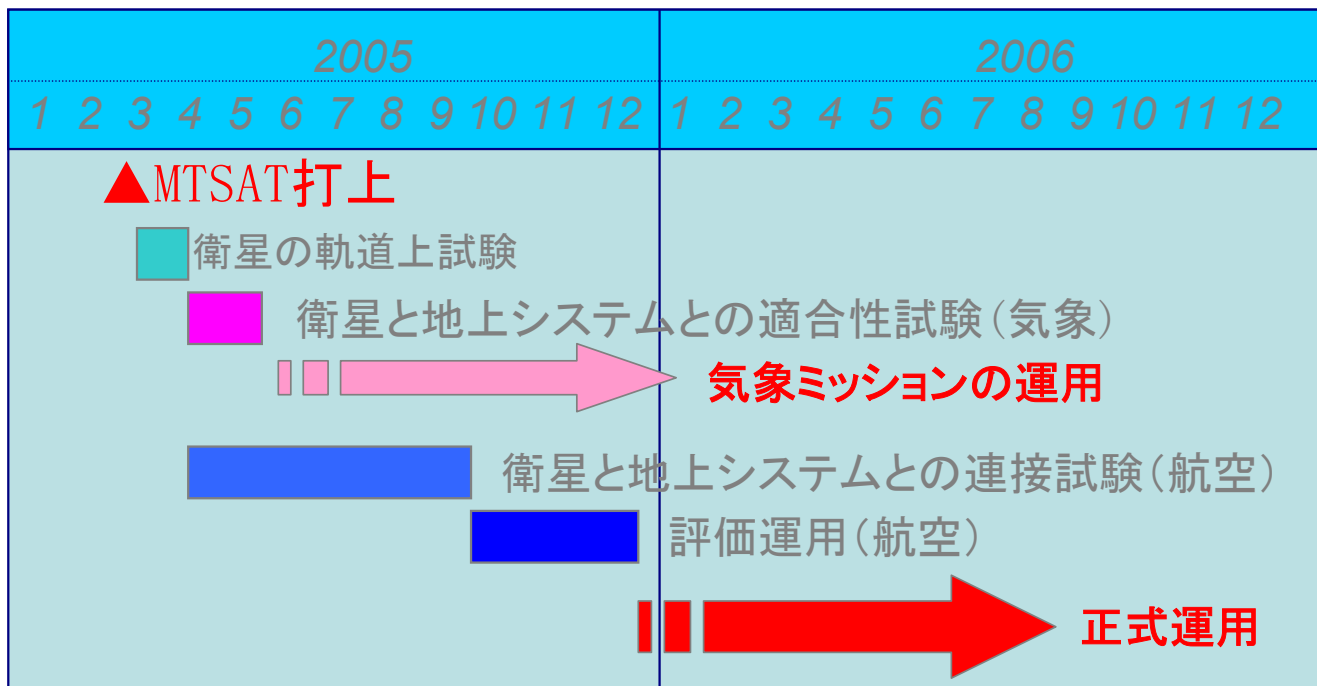 2005 2006
1 2 3 4 5 6 7 8 9 10 11 12 1 2 3 4 5 6 7 8 9 10 11 12
▲MTSAT打上
衛星の軌道上試験
衛星と地上システムとの適合性試験(気象)
気象ミッションの運用
衛星と地上システムとの連接試験(航空)
評価運用(航空)
正式運用